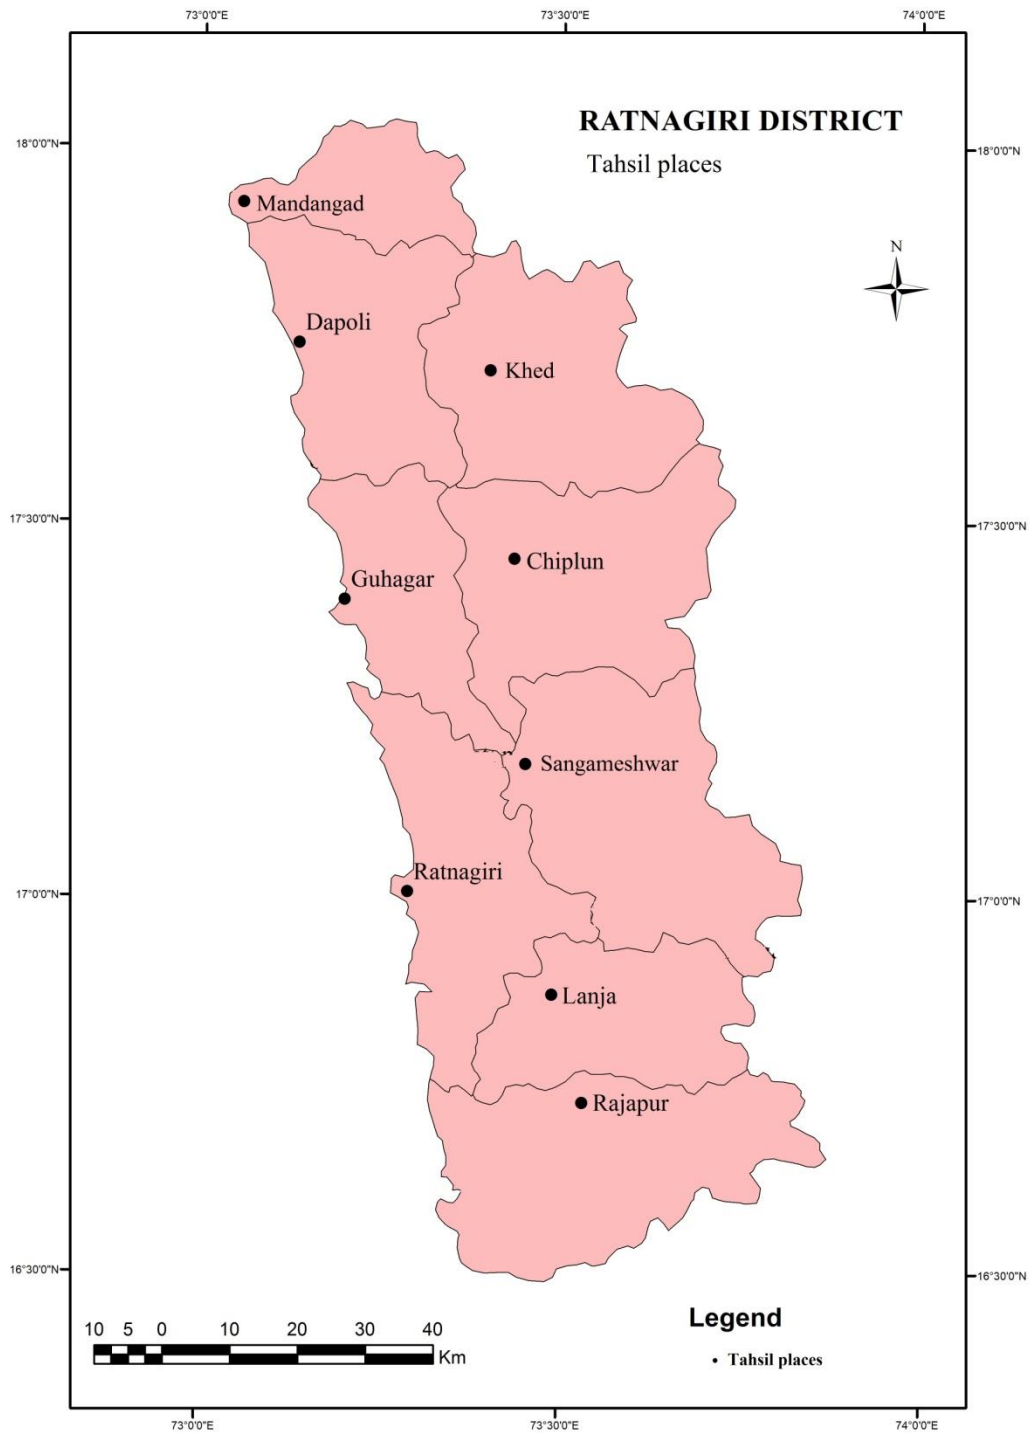 73°0'0"E 73°30'0"E 74°0'0"E
RATNAGIRI DISTRICT
18°0'0"N 18°0'0"N
Tahsil places
Mandangad
N
Dapoli
Khed
17°30'0"N 17°30'0"N
Chiplun
Guhagar
Sangameshwar
Ratnagiri
17°0'0"N 17°0'0"N
Lanja
Rajapur
16°30'0"N 16°30'0"N
Legend
10 5 0 10 20 30 40
Km
Tahsil places
73°0'0"E 73°30'0"E 74°0'0"E